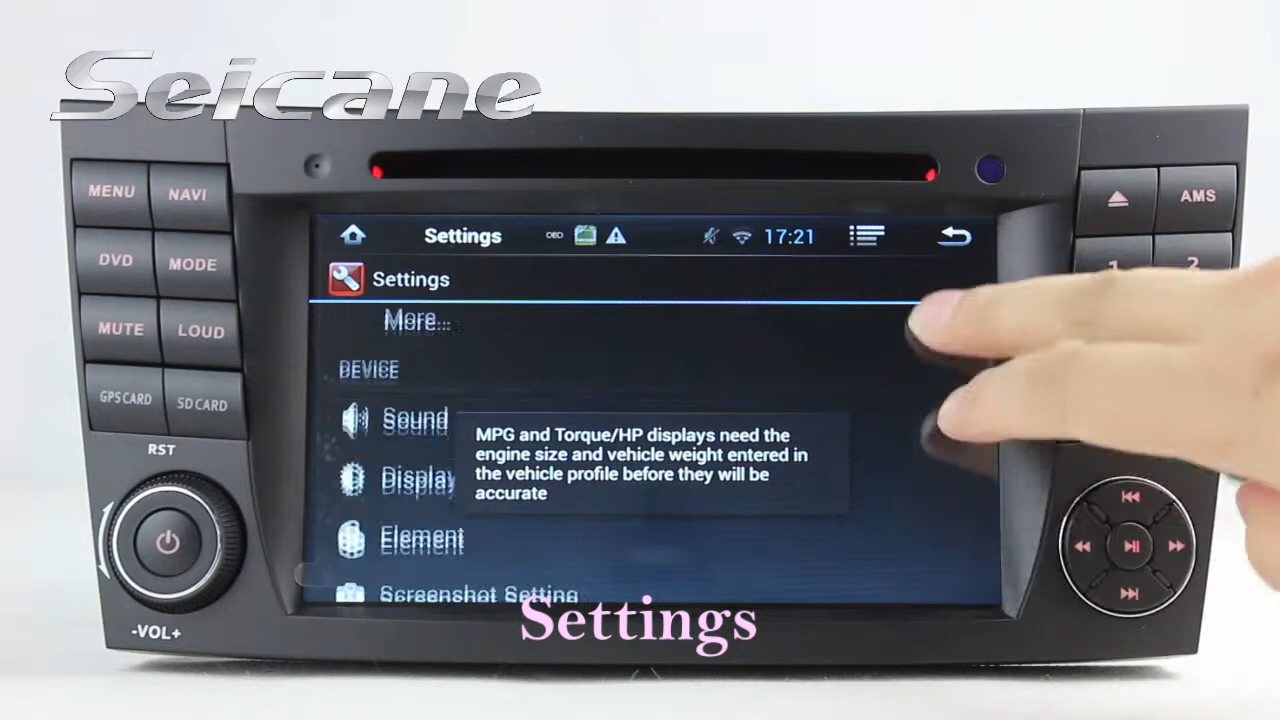 Seicane
MENU
NAVI
AMS
DVD
MODE
1
2
MUTE
LOUD
GPS CARD
SD CARD
RST
-VOL+
Settings
OBD
17:21
Settings
More...
DEVICE
Sound
Display
Element
Screenshot Setting
MPG and Torque/HP displays need the
engine size and vehicle weight entered in
the vehicle profile before they will be
accurate
Settings